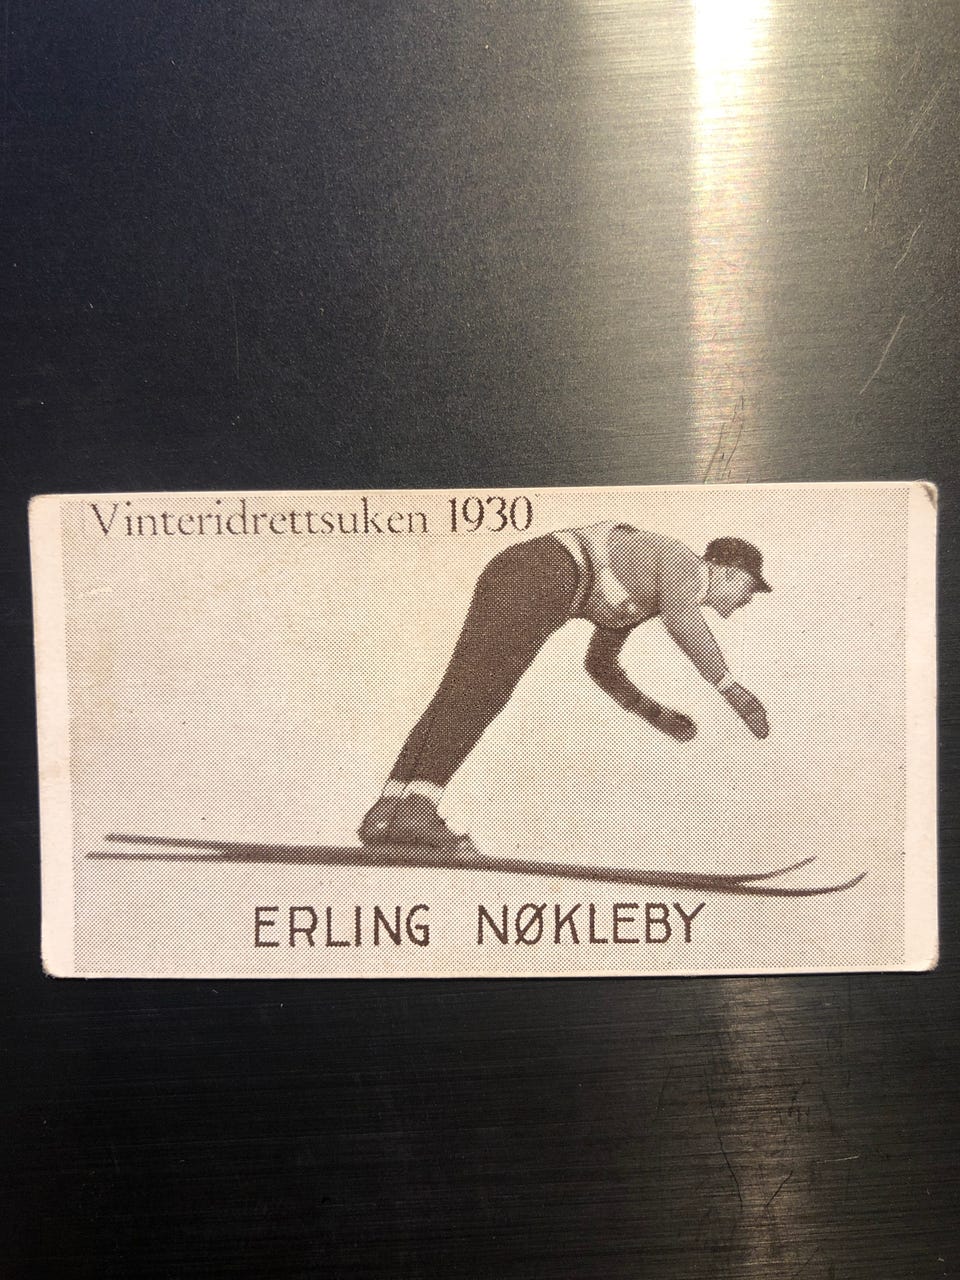 Vinteridrettsuken 1930
ERLING NØKLEBY